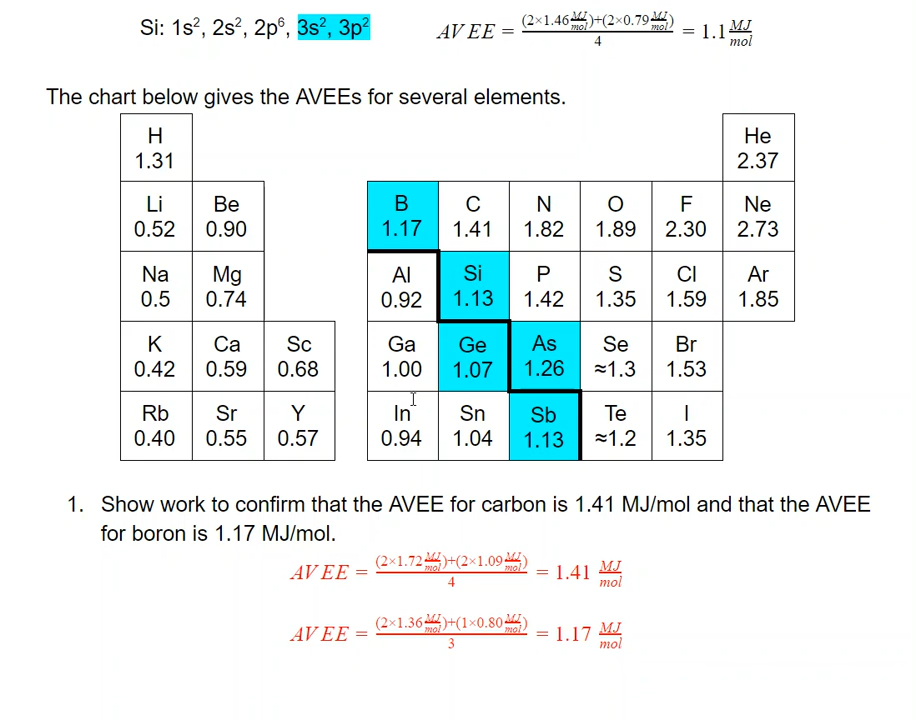 Si: 1s², 2s², 2p⁶, 3s², 3p²  AVEE = ((2×1.46 MJ/mol)+(2×0.79 MJ/mol))/4 = 1.1 MJ/mol
The chart below gives the AVEEs for several elements.
H He
1.31 2.37
Li Be B C N O F Ne
0.52 0.90 1.17 1.41 1.82 1.89 2.30 2.73
Na Mg Al Si P S Cl Ar
0.5 0.74 0.92 1.13 1.42 1.35 1.59 1.85
K Ca Sc Ga Ge As Se Br
0.42 0.59 0.68 1.00 1.07 1.26 ≈1.3 1.53
Rb Sr Y In Sn Sb Te I
0.40 0.55 0.57 0.94 1.04 1.13 ≈1.2 1.35
1. Show work to confirm that the AVEE for carbon is 1.41 MJ/mol and that the AVEE
for boron is 1.17 MJ/mol.
AVEE = ((2×1.72 MJ/mol)+(2×1.09 MJ/mol))/4 = 1.41 MJ/mol
AVEE = ((2×1.36 MJ/mol)+(1×0.80 MJ/mol))/3 = 1.17 MJ/mol